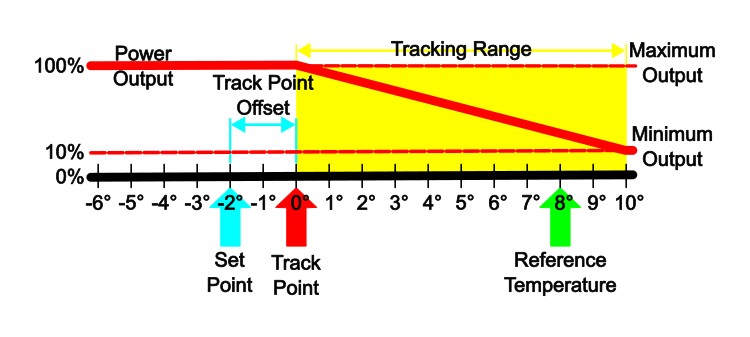 Power
Output
Tracking Range
Maximum
Output
100%
Track Point
Offset
Minimum
Output
10%
0%
-6° -5° -4° -3° -2° -1° 0° 1° 2° 3° 4° 5° 6° 7° 8° 9° 10°
Set
Point
Track
Point
Reference
Temperature